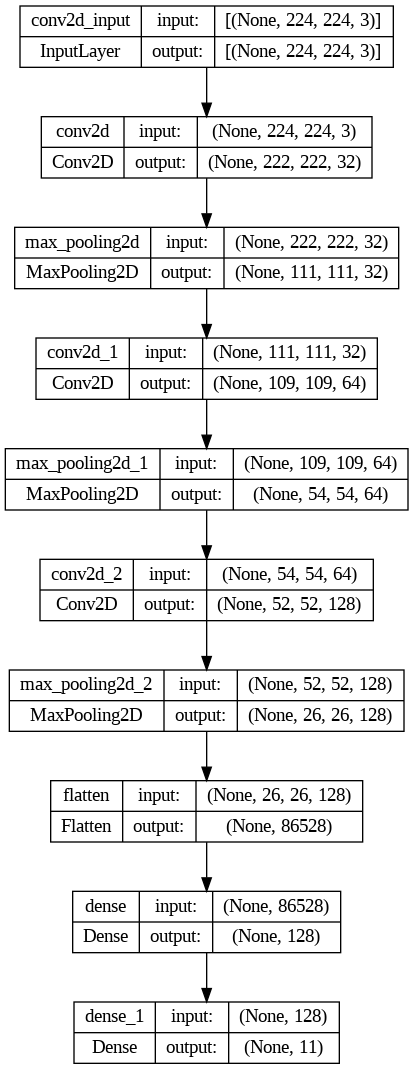 conv2d_input input: [(None, 224, 224, 3)]
InputLayer output: [(None, 224, 224, 3)]
conv2d input: (None, 224, 224, 3)
Conv2D output: (None, 222, 222, 32)
max_pooling2d input: (None, 222, 222, 32)
MaxPooling2D output: (None, 111, 111, 32)
conv2d_1 input: (None, 111, 111, 32)
Conv2D output: (None, 109, 109, 64)
max_pooling2d_1 input: (None, 109, 109, 64)
MaxPooling2D output: (None, 54, 54, 64)
conv2d_2 input: (None, 54, 54, 64)
Conv2D output: (None, 52, 52, 128)
max_pooling2d_2 input: (None, 52, 52, 128)
MaxPooling2D output: (None, 26, 26, 128)
flatten input: (None, 26, 26, 128)
Flatten output: (None, 86528)
dense input: (None, 86528)
Dense output: (None, 128)
dense_1 input: (None, 128)
Dense output: (None, 11)